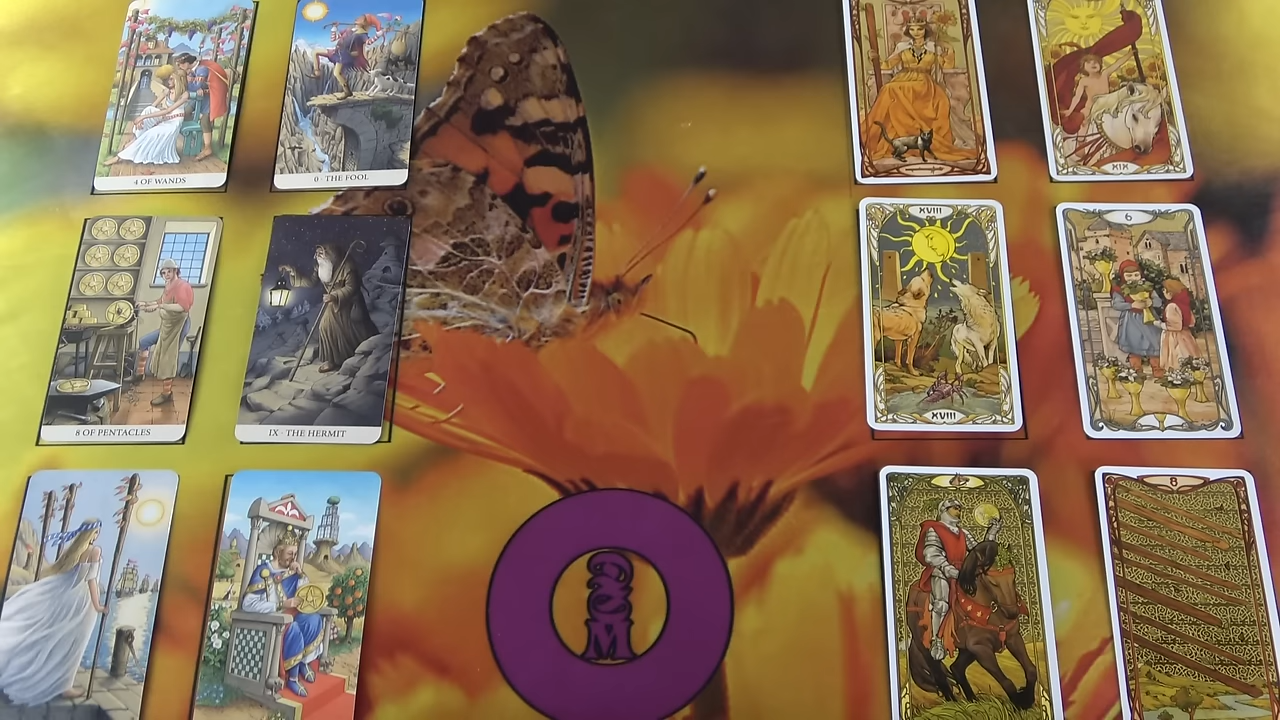 4 OF WANDS
0 · THE FOOL
XIX
8 OF PENTACLES
IX · THE HERMIT
XVIII
XVIII
6
8